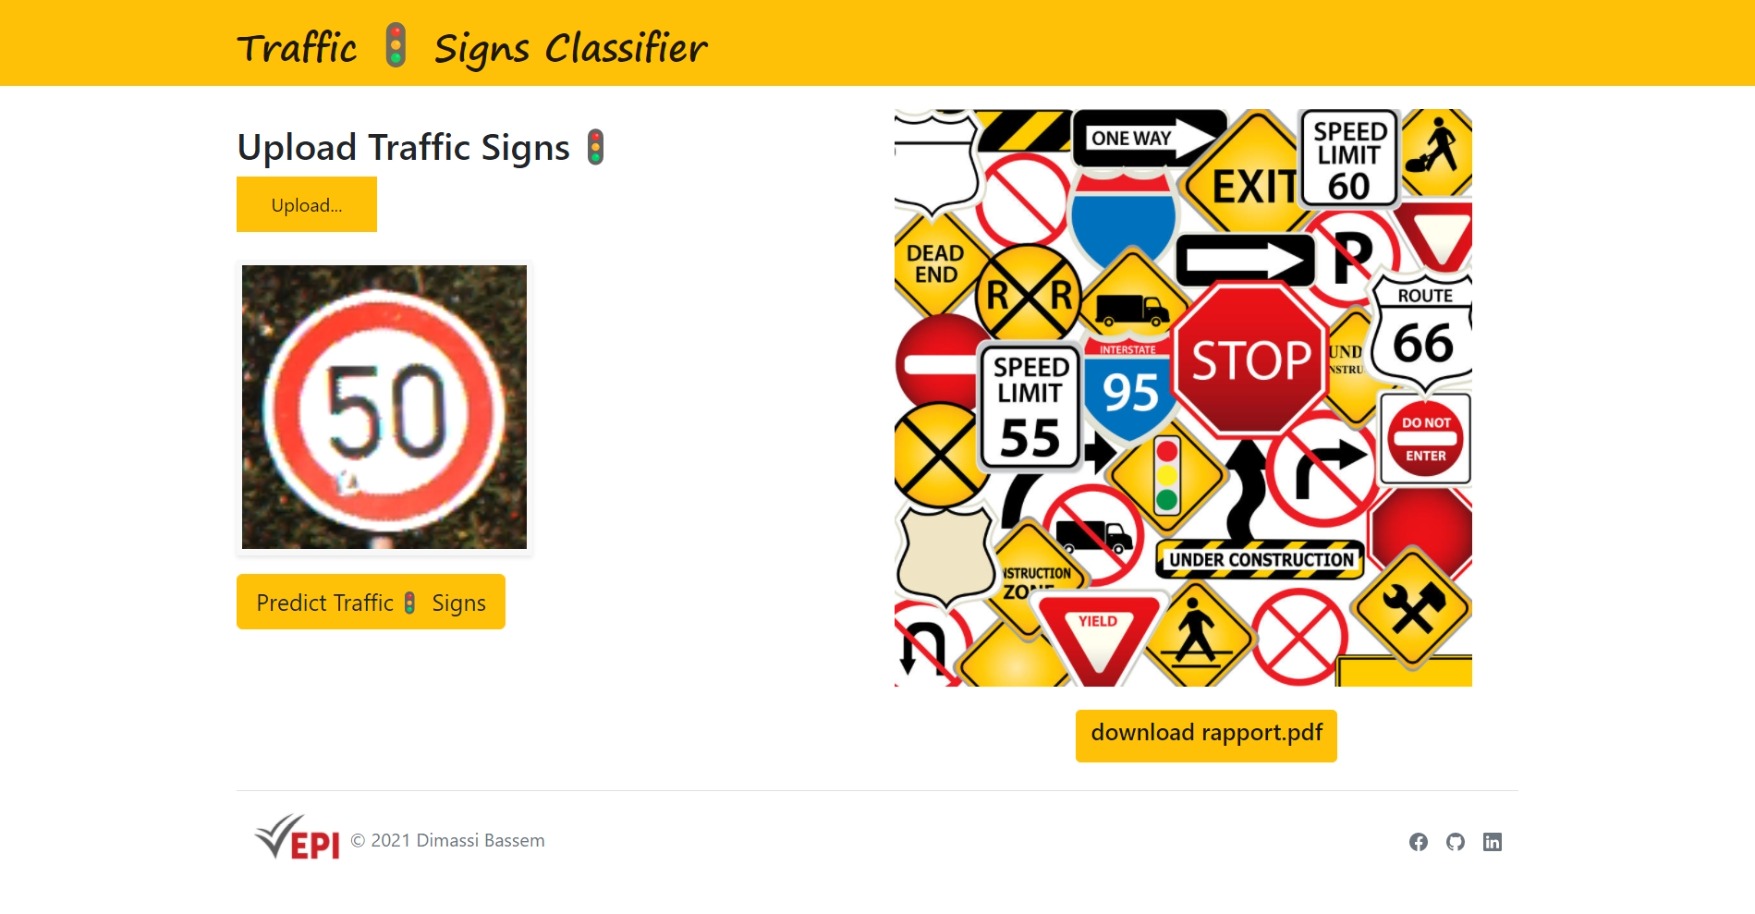 Traffic 🚦 Signs Classifier
Upload Traffic Signs 🚦
Upload...
50
Predict Traffic 🚦 Signs
ONE WAY
EXIT
SPEED
LIMIT
60
DEAD
END
R R
P
ROUTE
66
INTERSTATE
95
SPEED
LIMIT
55
STOP
UND
NSTRU
DO NOT
ENTER
UNDER CONSTRUCTION
NSTRUCTION
ZONE
YIELD
download rapport.pdf
EPI © 2021 Dimassi Bassem